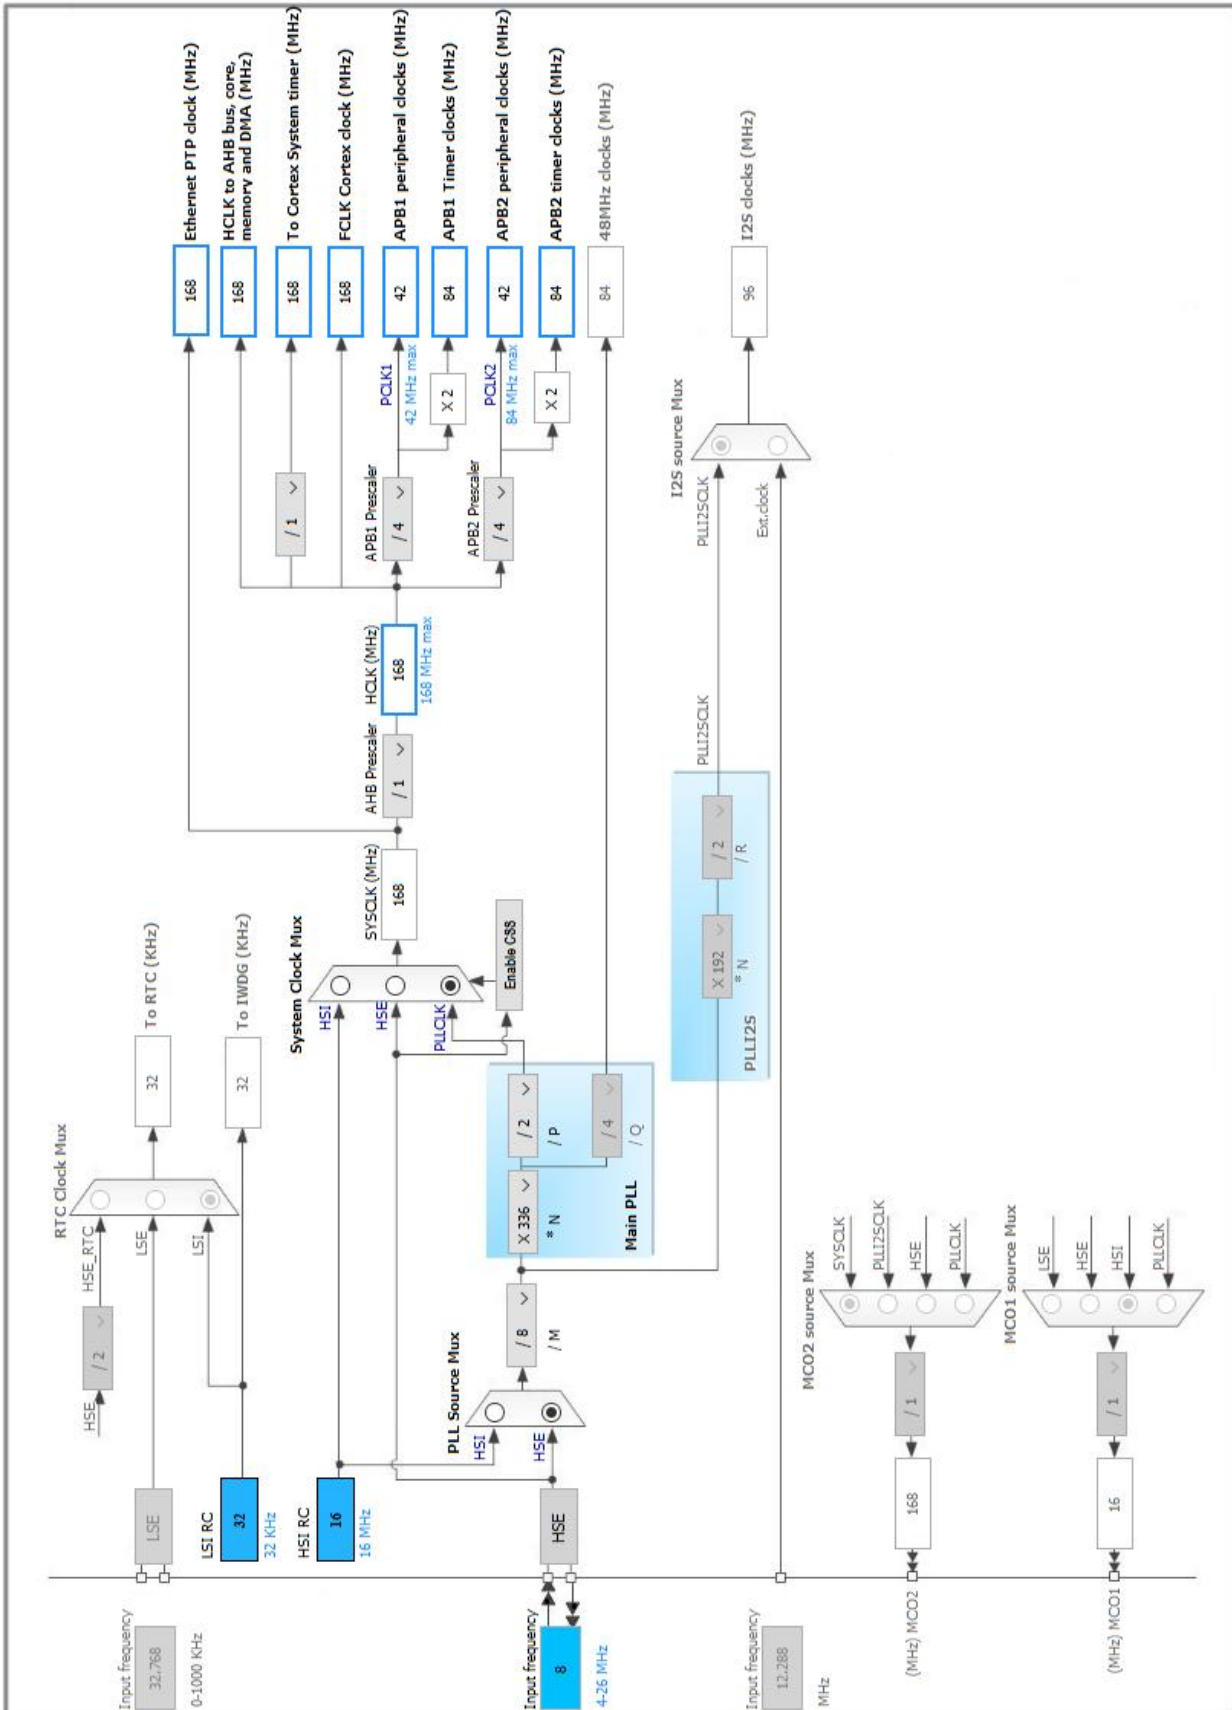 Input frequency
32.768
0-1000 KHz
LSE
HSE
/ 2
HSE_RTC
LSE
LSI
RTC Clock Mux
32
To RTC (KHz)
LSI RC
32
32 KHz
32
To IWDG (KHz)
HSI RC
16
16 MHz
System Clock Mux
HSI
HSE
PLLCLK
Enable CSS
SYSCLK (MHz)
168
AHB Prescaler
/ 1
HCLK (MHz)
168
168 MHz max
168
Ethernet PTP clock (MHz)
168
HCLK to AHB bus, core,
memory and DMA (MHz)
/ 1
168
To Cortex System timer (MHz)
168
FCLK Cortex clock (MHz)
APB1 Prescaler
/ 4
PCLK1
42 MHz max
42
APB1 peripheral clocks (MHz)
X 2
84
APB1 Timer clocks (MHz)
APB2 Prescaler
/ 4
PCLK2
84 MHz max
42
APB2 peripheral clocks (MHz)
X 2
84
APB2 timer clocks (MHz)
84
48MHz clocks (MHz)
Input frequency
8
4-26 MHz
HSE
PLL Source Mux
HSI
HSE
/ 8
/ M
X 336
* N
/ 2
/ P
/ 4
/ Q
Main PLL
PLLI2S
X 192
* N
/ 2
/ R
PLLI2SCLK
PLLI2SCLK
I2S source Mux
Ext.clock
96
I2S clocks (MHz)
Input frequency
12.288
MHz
MCO2 source Mux
SYSCLK
PLLI2SCLK
HSE
PLLCLK
/ 1
168
(MHz) MCO2
MCO1 source Mux
LSE
HSE
HSI
PLLCLK
/ 1
16
(MHz) MCO1